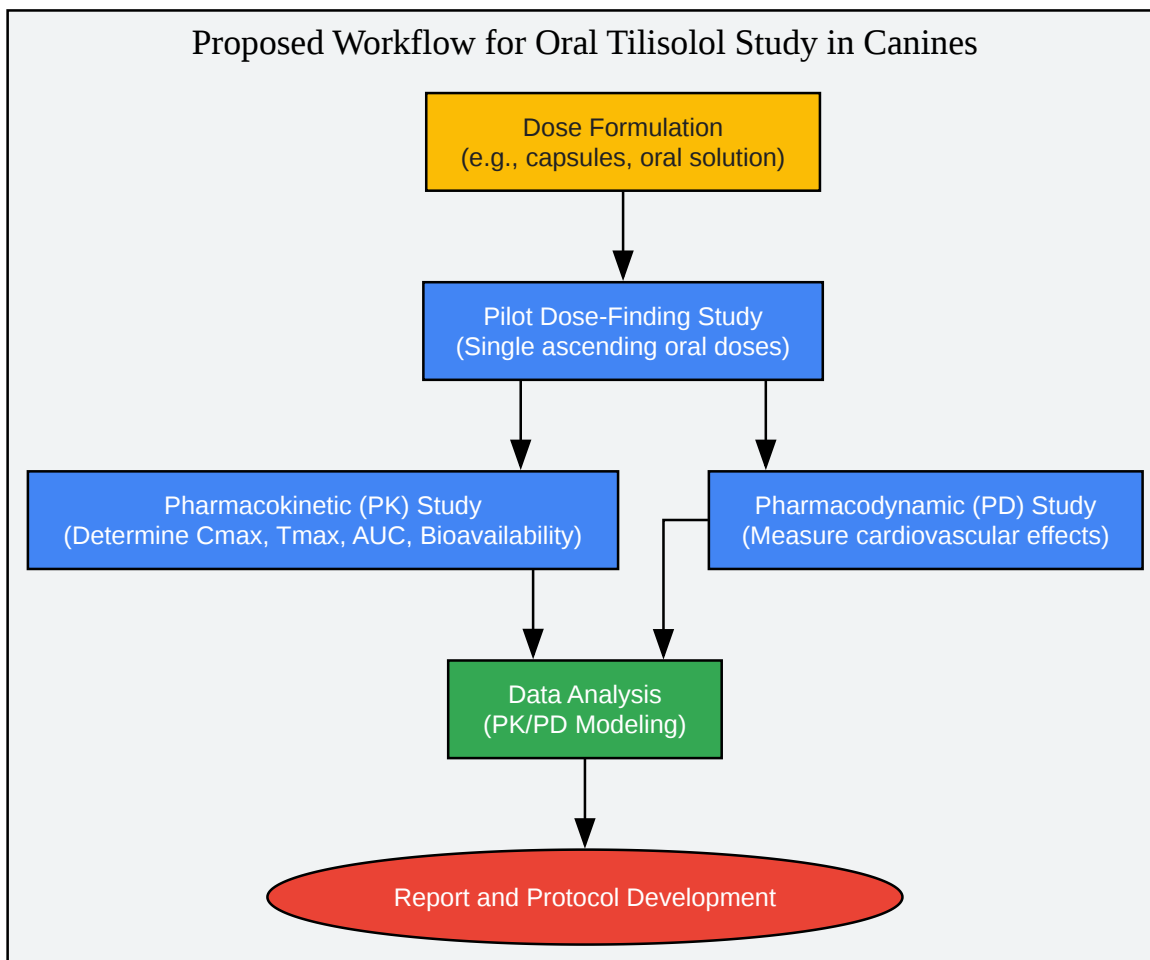 Proposed Workflow for Oral Tilisolol Study in Canines
Dose Formulation
(e.g., capsules, oral solution)
Pilot Dose-Finding Study
(Single ascending oral doses)
Pharmacokinetic (PK) Study
(Determine Cmax, Tmax, AUC, Bioavailability)
Pharmacodynamic (PD) Study
(Measure cardiovascular effects)
Data Analysis
(PK/PD Modeling)
Report and Protocol Development